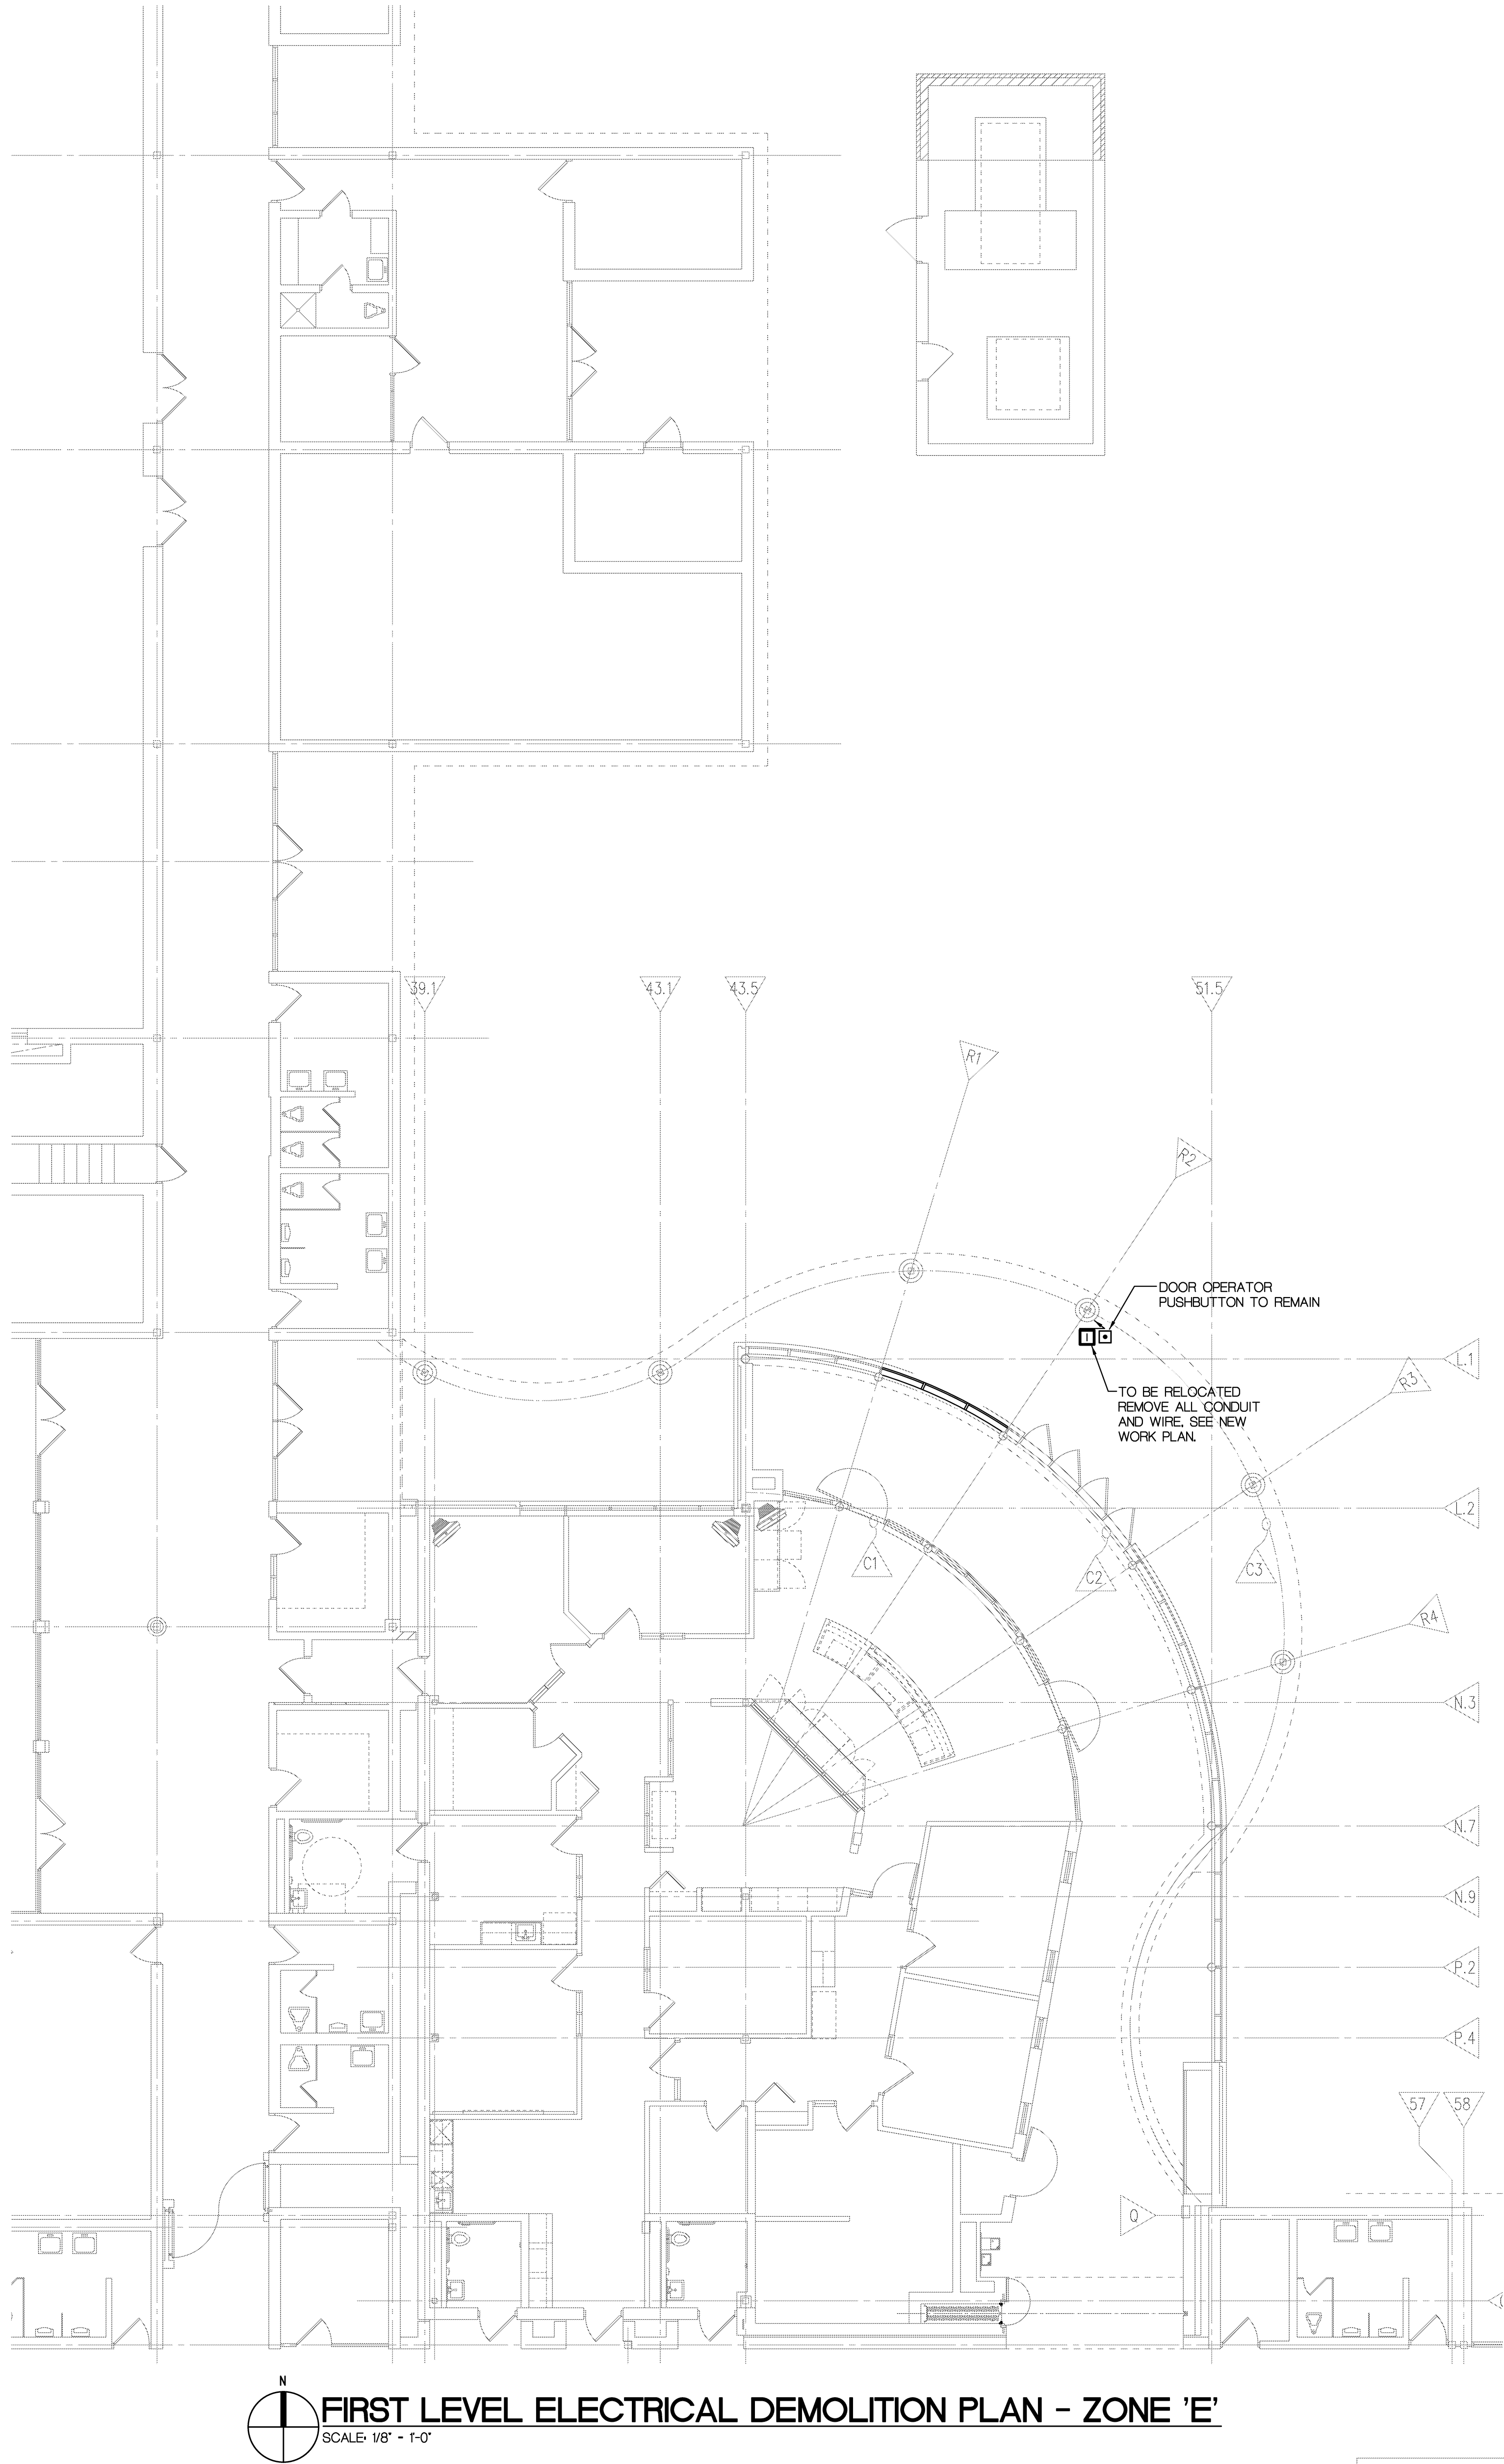 39.1
43.1
43.5
51.5
R1
R2
DOOR OPERATOR
PUSHBUTTON TO REMAIN
L.1
R3
TO BE RELOCATED
REMOVE ALL CONDUIT
AND WIRE, SEE NEW
WORK PLAN.
L.2
C1
C2
C3
R4
N.3
N.7
N.9
P.2
P.4
57
58
Q
N
FIRST LEVEL ELECTRICAL DEMOLITION PLAN - ZONE 'E'
SCALE: 1/8" = 1'-0"